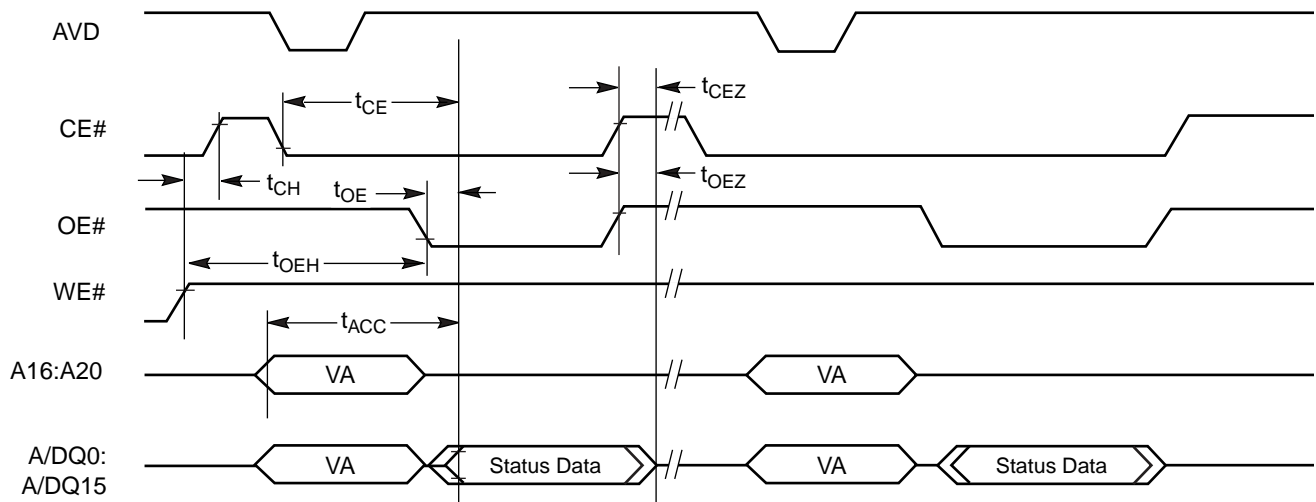 AVD
tCEZ
tCE
CE#
tCH
tOE
tOEZ
OE#
tOEH
WE#
tACC
A16:A20
VA
VA
A/DQ0:
A/DQ15
VA
Status Data
VA
Status Data